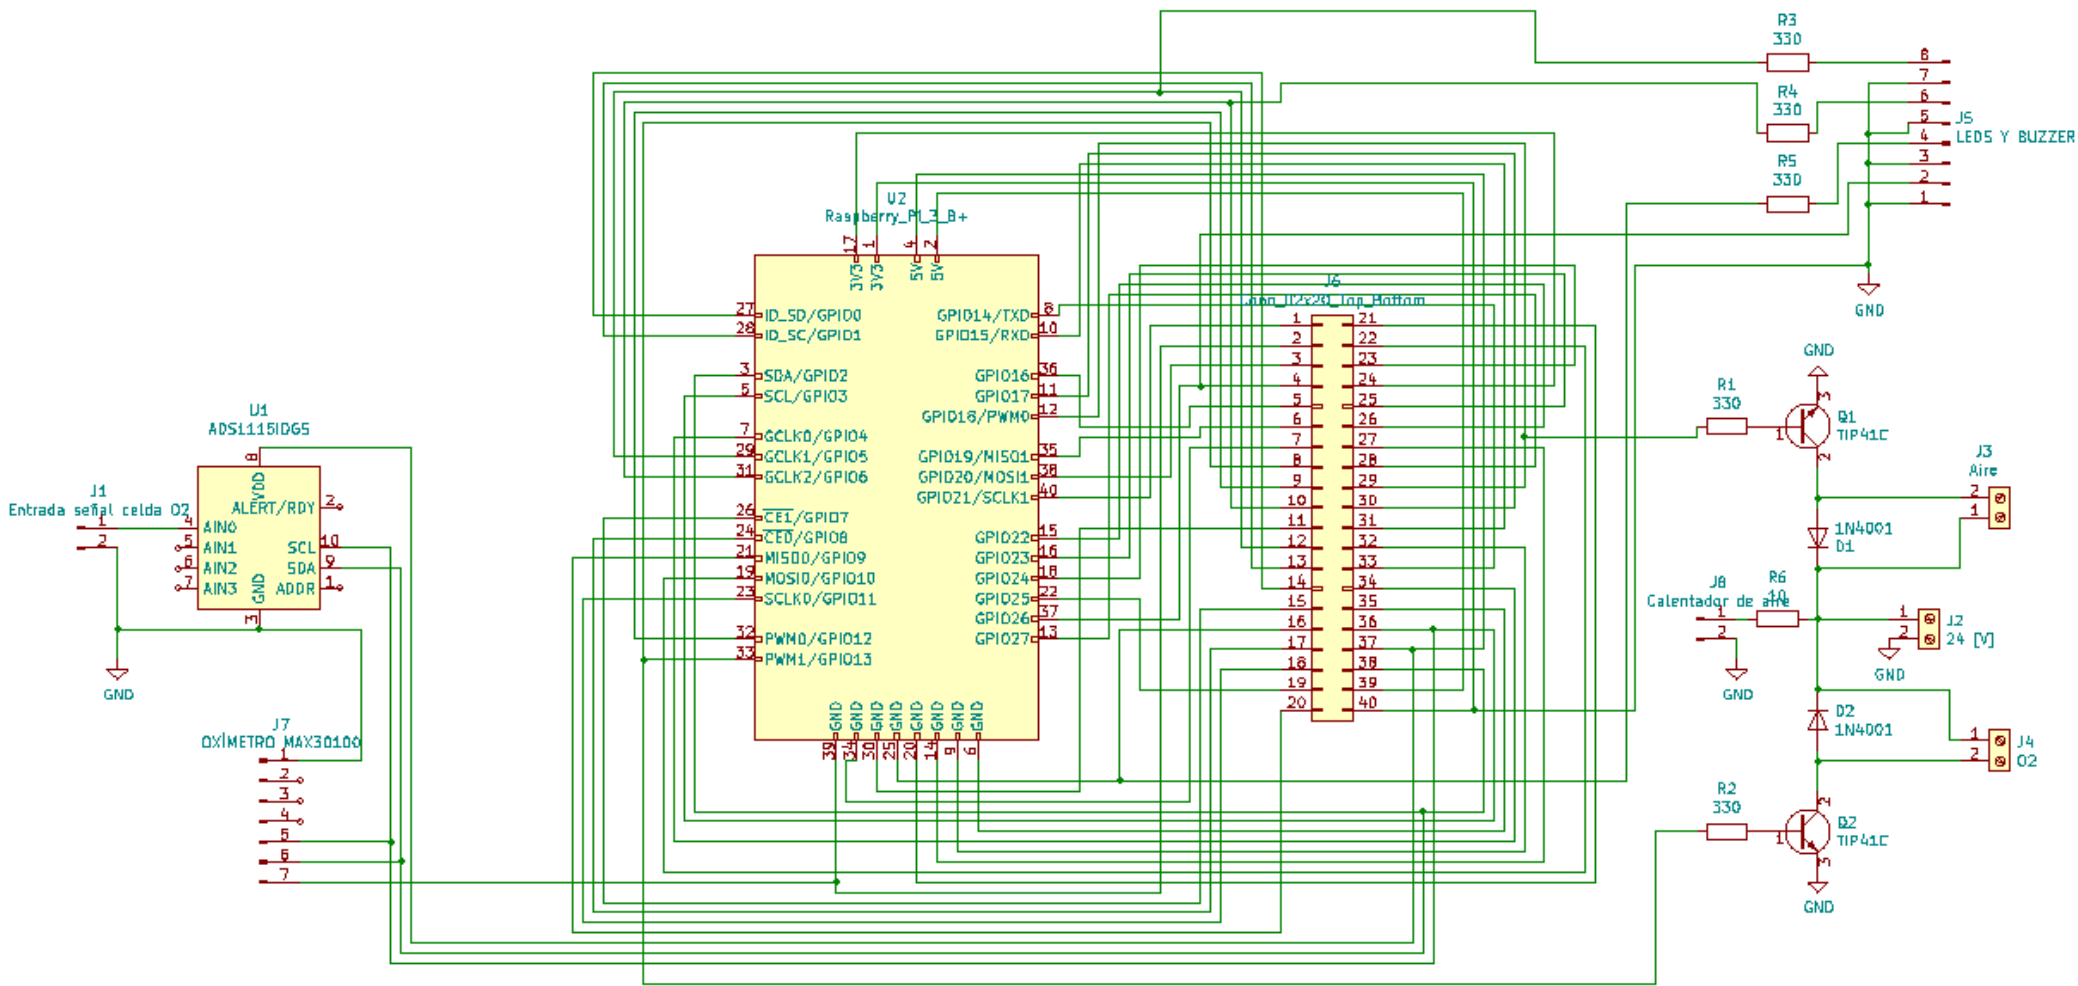 R3
330
R4
330
R5
330
8
7
6
5
4
3
2
1
J5
LEDS Y BUZZER
GND
U2
Raspberry_Pi_3_B+
17
1
4
2
3V3
3V3
5V
5V
27
ID_SD/GPIO0
28
ID_SC/GPIO1
3
SDA/GPIO2
5
SCL/GPIO3
7
GCLK0/GPIO4
29
GCLK1/GPIO5
31
GCLK2/GPIO6
26
CE1/GPIO7
24
CE0/GPIO8
21
MISO0/GPIO9
19
MOSI0/GPIO10
23
SCLK0/GPIO11
32
PWM0/GPIO12
33
PWM1/GPIO13
GPIO14/TXD
8
GPIO15/RXD
10
GPIO16
36
GPIO17
11
GPIO18/PWM0
12
GPIO19/MISO1
35
GPIO20/MOSI1
38
GPIO21/SCLK1
40
GPIO22
15
GPIO23
16
GPIO24
18
GPIO25
22
GPIO26
37
GPIO27
13
GND GND GND GND GND GND GND GND
39 34 30 25 20 14 9 6
J6
Conn_02x20_Top_Bottom
1 21
2 22
3 23
4 24
5 25
6 26
7 27
8 28
9 29
10 30
11 31
12 32
13 33
14 34
15 35
16 36
17 37
18 38
19 39
20 40
U1
ADS1115IDGS
8
VDD
ALERT/RDY
2
4
AIN0
5
AIN1
6
AIN2
7
AIN3
SCL
10
SDA
9
ADDR
1
GND
3
J1
Entrada señal celda O2
1
2
GND
J7
OXÍMETRO MAX30100
1
2
3
4
5
6
7
GND
3
R1
330
1
Q1
TIP41C
2
J3
Aire
2
1
1N4001
D1
J8
Calentador de aire
1
2
GND
R6
10
1
2
J2
24 [V]
GND
D2
1N4001
1
2
J4
O2
R2
330
2
1
Q2
TIP41C
3
GND